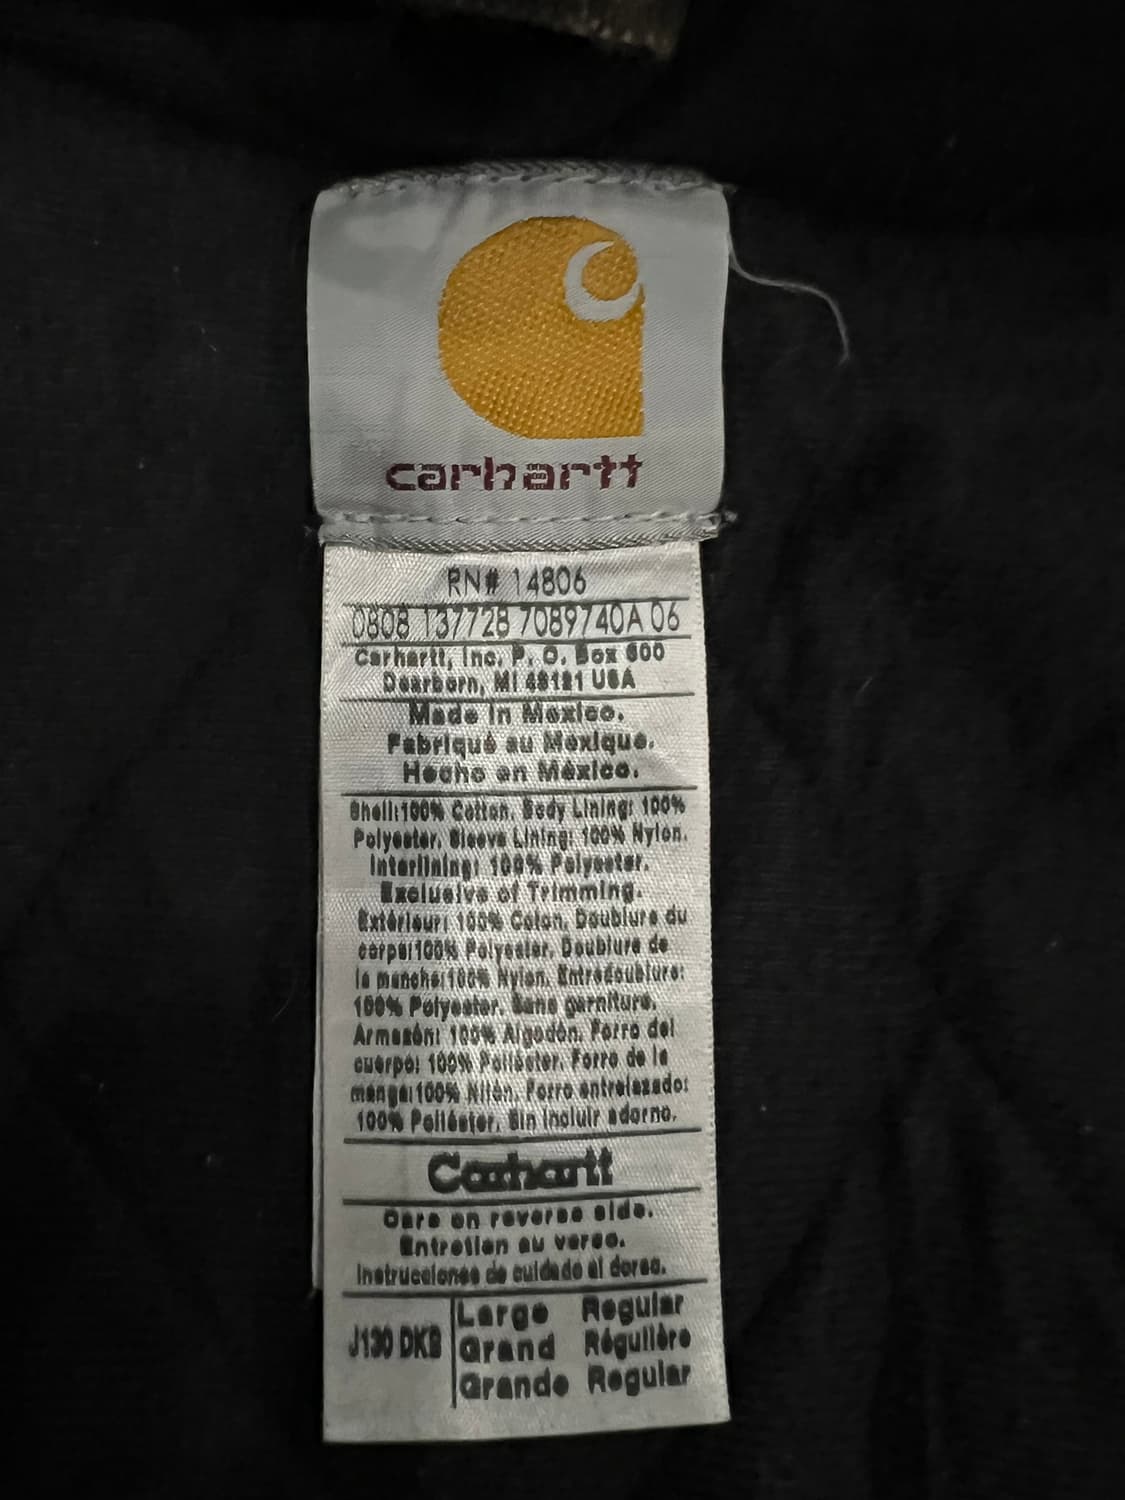 carhartt
RN# 14806
0808 137728 7089740A 06
Carhartt, Inc. P. O. Box 600
Dearborn, MI 48121 USA
Made in Mexico.
Fabriqué au Mexique.
Hecho en México.
Shell:100% Cotton. Body Lining: 100%
Polyester. Sleeve Lining: 100% Nylon.
Interlining: 100% Polyester.
Exclusive of Trimming.
Extérieur: 100% Coton. Doublure du
corps:100% Polyester. Doublure de
la manche:100% Nylon. Entredoublure:
100% Polyester. Sans garniture.
Armazón: 100% Algodón. Forro del
cuerpo: 100% Poliéster. Forro de la
manga:100% Nilón. Forro entrelazado:
100% Poliéster. Sin incluir adorno.
Carhartt
Care on reverse side.
Entretien au verso.
Instrucciones de cuidado al dorso.
J130 DKB
Large Regular
Grand Régulière
Grande Regular